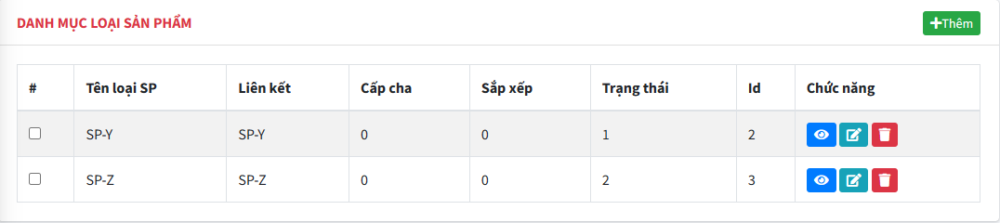 DANH MỤC LOẠI SẢN PHẨM
Thêm
# Tên loại SP Liên kết Cấp cha Sắp xếp Trạng thái Id Chức năng
SP-Y SP-Y 0 0 1 2
SP-Z SP-Z 0 0 2 3